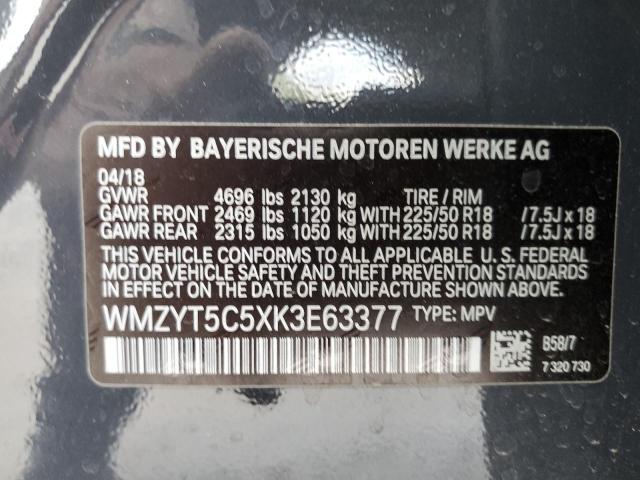 MFD BY BAYERISCHE MOTOREN WERKE AG
04/18
GVWR 4696 lbs 2130 kg TIRE / RIM
GAWR FRONT 2469 lbs 1120 kg WITH 225/50 R18 /7.5J x 18
GAWR REAR 2315 lbs 1050 kg WITH 225/50 R18 /7.5J x 18
THIS VEHICLE CONFORMS TO ALL APPLICABLE U. S. FEDERAL
MOTOR VEHICLE SAFETY AND THEFT PREVENTION STANDARDS
IN EFFECT ON THE DATE OF MANUFACTURE SHOWN ABOVE.
WMZYT5C5XK3E63377 TYPE: MPV
B58/7
7 320 730